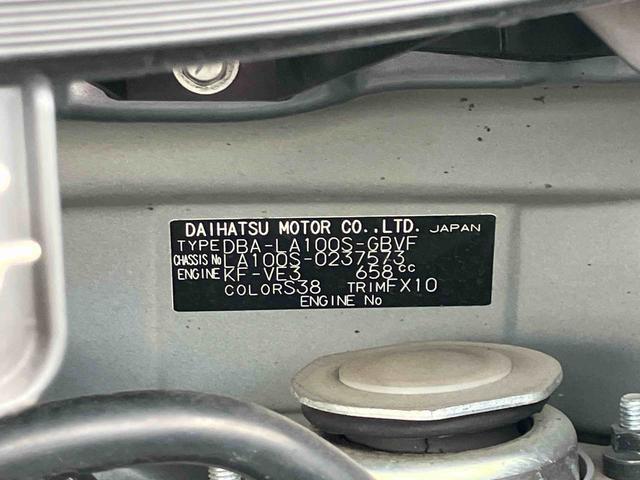 DAIHATSU MOTOR CO.,LTD. JAPAN
TYPE DBA-LA100S-GBVF
CHASSIS No LA100S-0237573
ENGINE KF-VE3 658cc
COLOR S38 TRIM FX10
ENGINE No